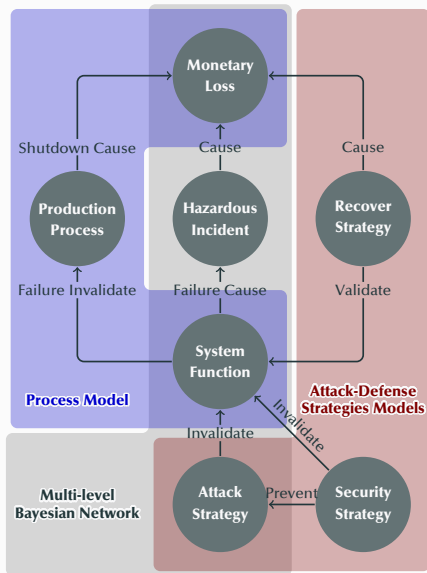 Monetary
Loss
Shutdown Cause
Cause
Cause
Production
Process
Hazardous
Incident
Recover
Strategy
Failure Invalidate
Failure Cause
Validate
System
Function
Process Model
Attack-Defense
Strategies Models
Invalidate
Invalidate
Multi-level
Bayesian Network
Attack
Strategy
Prevent
Security
Strategy